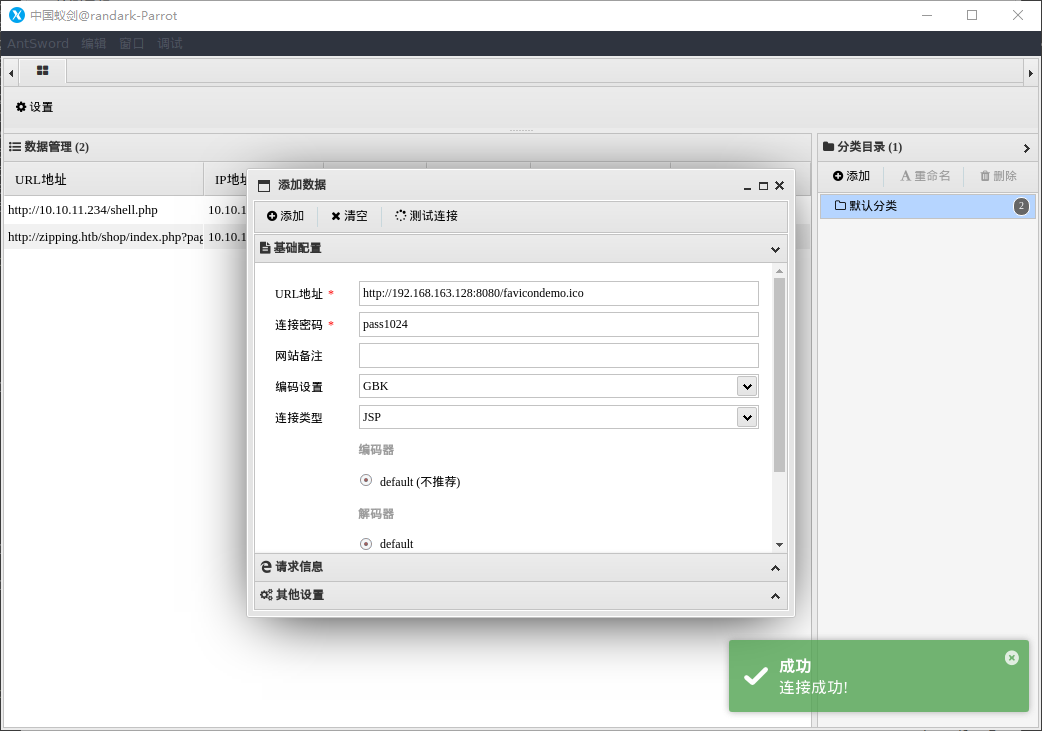 中国蚁剑@randark-Parrot
AntSword 编辑 窗口 调试
设置
数据管理 (2)
分类目录 (1)
URL地址 IP地址
添加 重命名 删除
http://10.10.11.234/shell.php 10.10.1
默认分类 2
http://zipping.htb/shop/index.php?pag 10.10.1
添加数据
添加 清空 测试连接
基础配置
URL地址 * http://192.168.163.128:8080/favicondemo.ico
连接密码 * pass1024
网站备注
编码设置 GBK
连接类型 JSP
编码器
default (不推荐)
解码器
default
请求信息
其他设置
成功
连接成功!